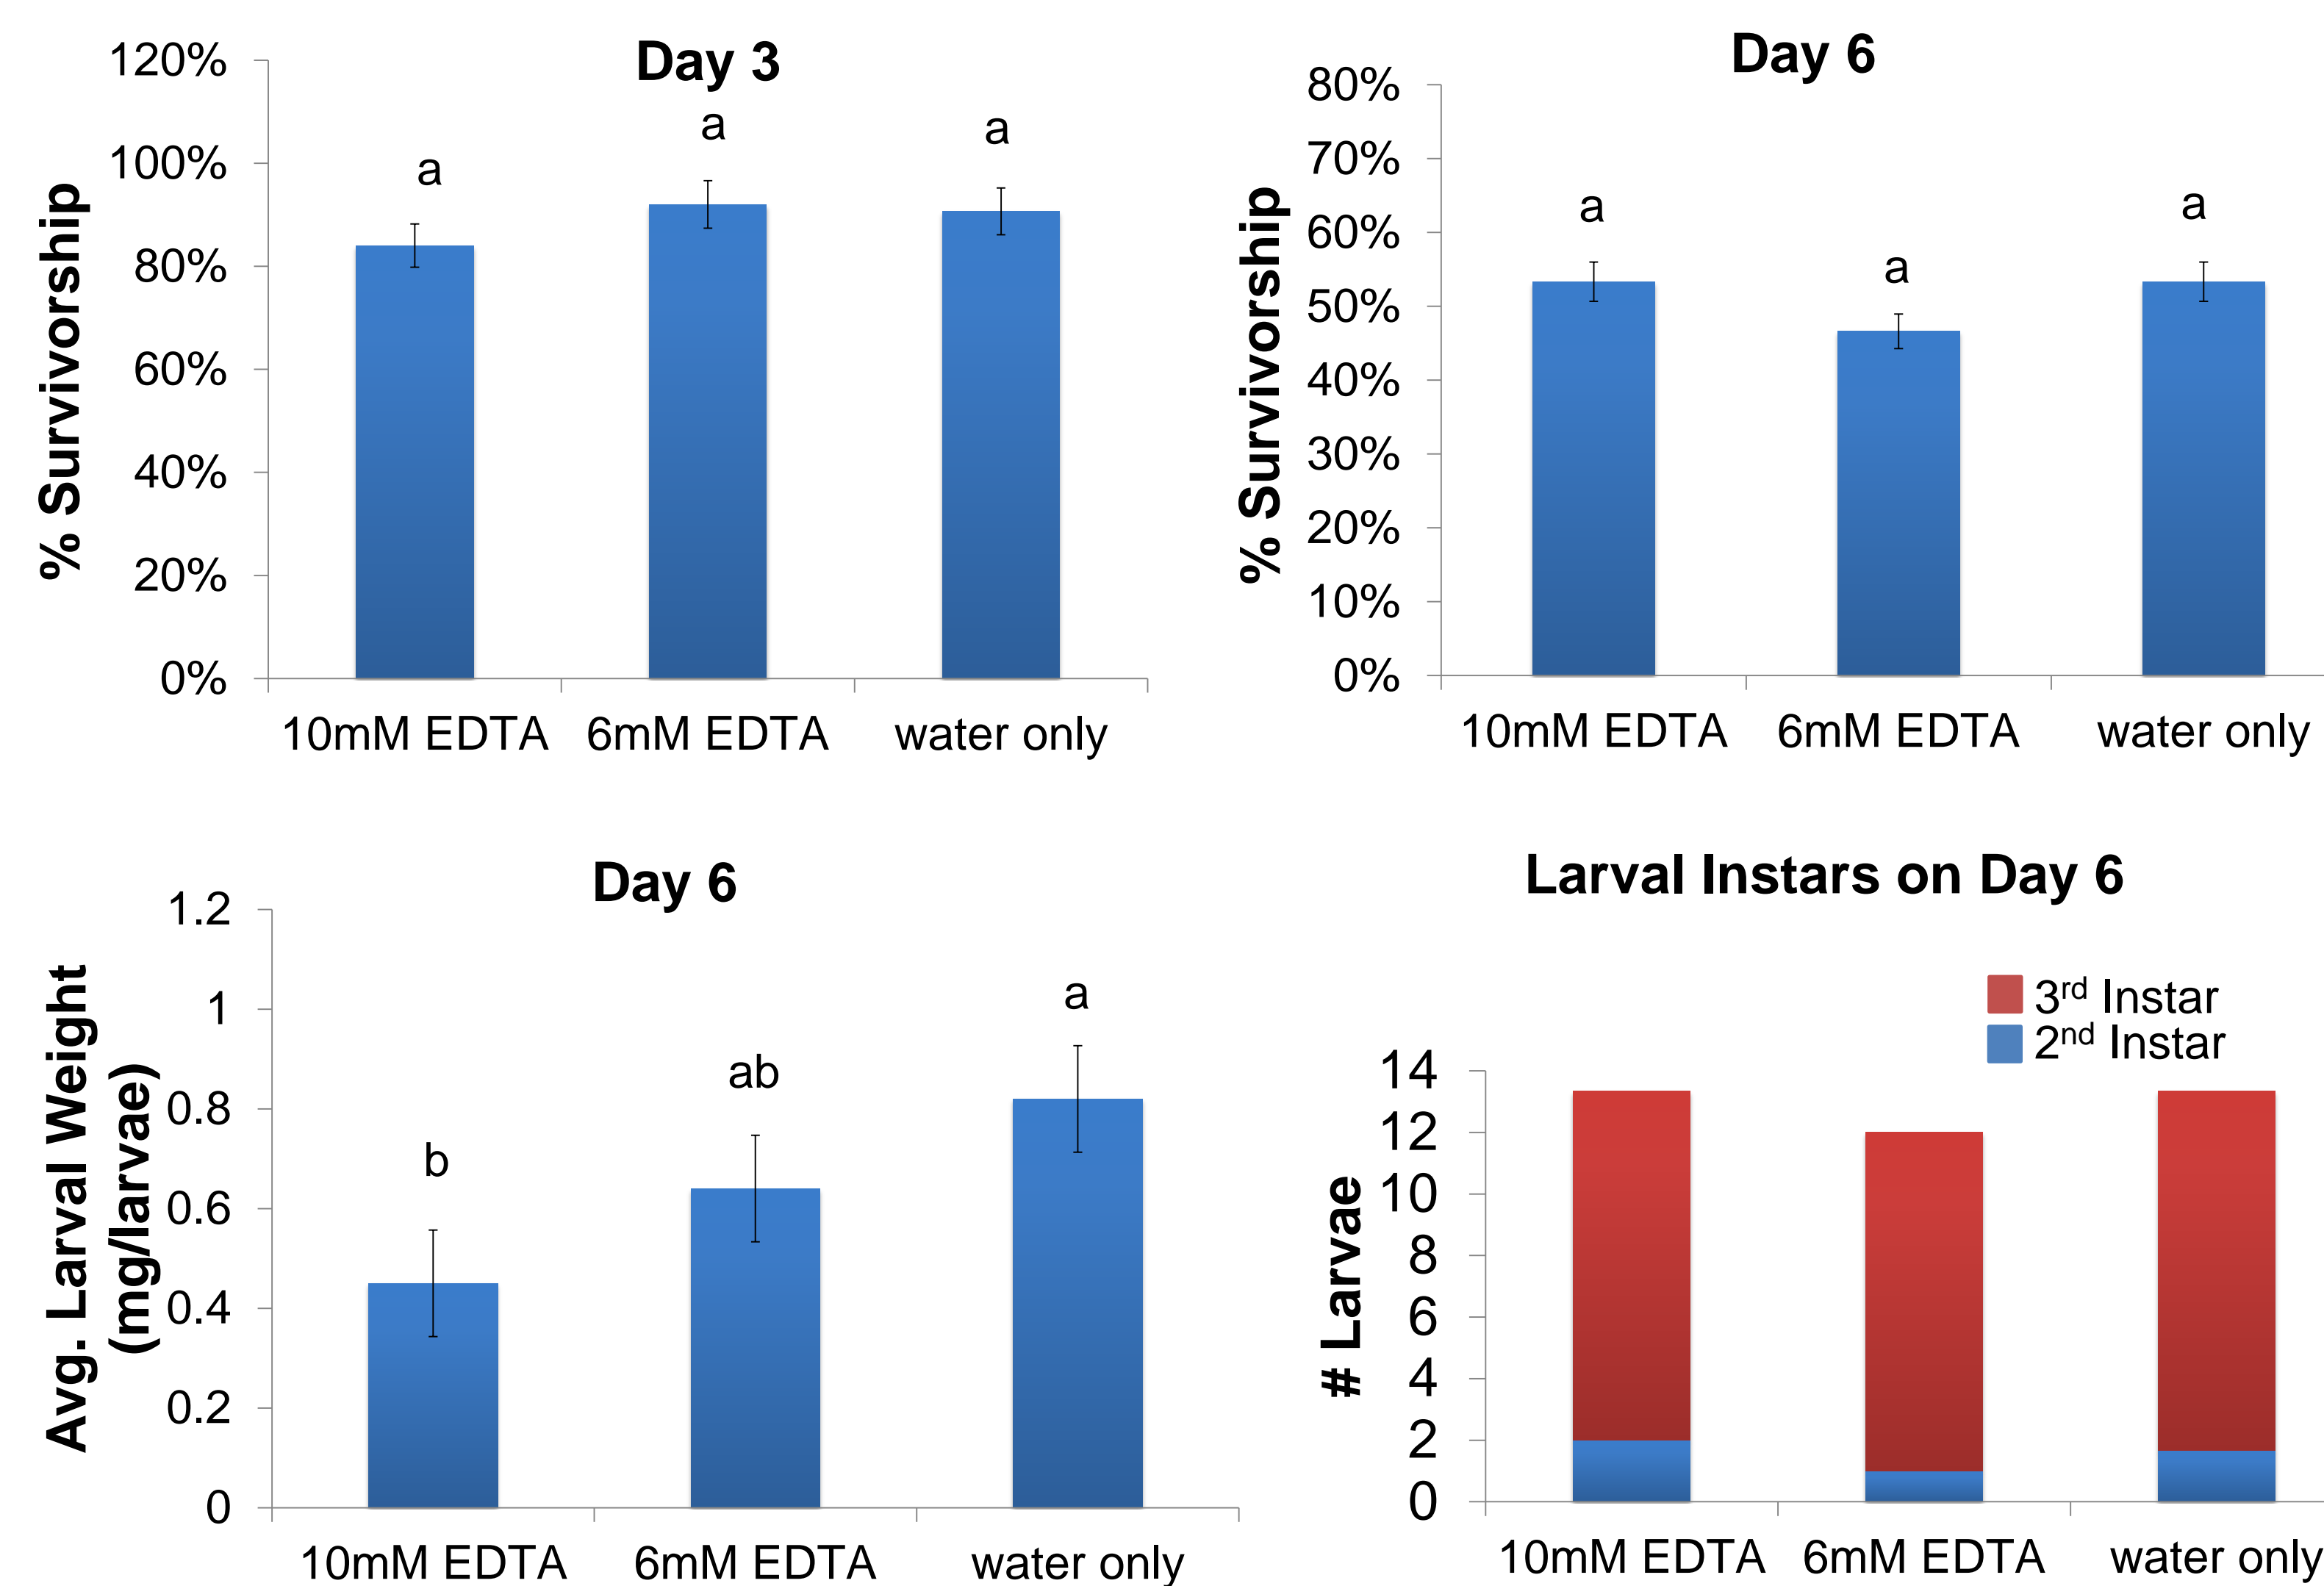 Day 3
120%
100%
80%
60%
40%
20%
0%
% Survivorship
a
a
a
10mM EDTA
6mM EDTA
water only
Day 6
80%
70%
60%
50%
40%
30%
20%
10%
0%
% Survivorship
a
a
a
10mM EDTA
6mM EDTA
water only
Day 6
1.2
1
0.8
0.6
0.4
0.2
0
Avg. Larval Weight
(mg/larvae)
b
ab
a
10mM EDTA
6mM EDTA
water only
Larval Instars on Day 6
3rd Instar
2nd Instar
14
12
10
8
6
4
2
0
# Larvae
10mM EDTA
6mM EDTA
water only